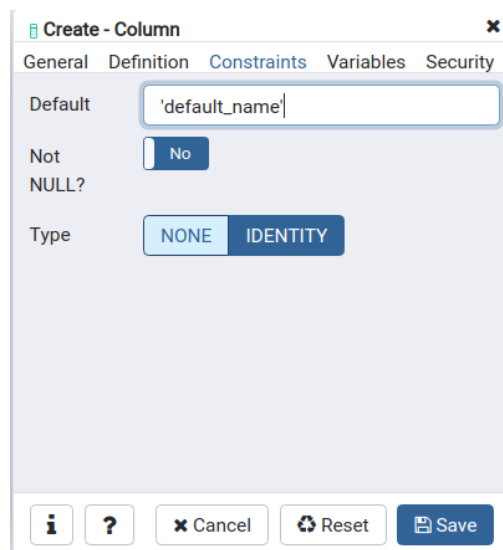 Create - Column
General Definition Constraints Variables Security
Default 'default_name'
Not NULL? No
Type NONE IDENTITY
i ? Cancel Reset Save